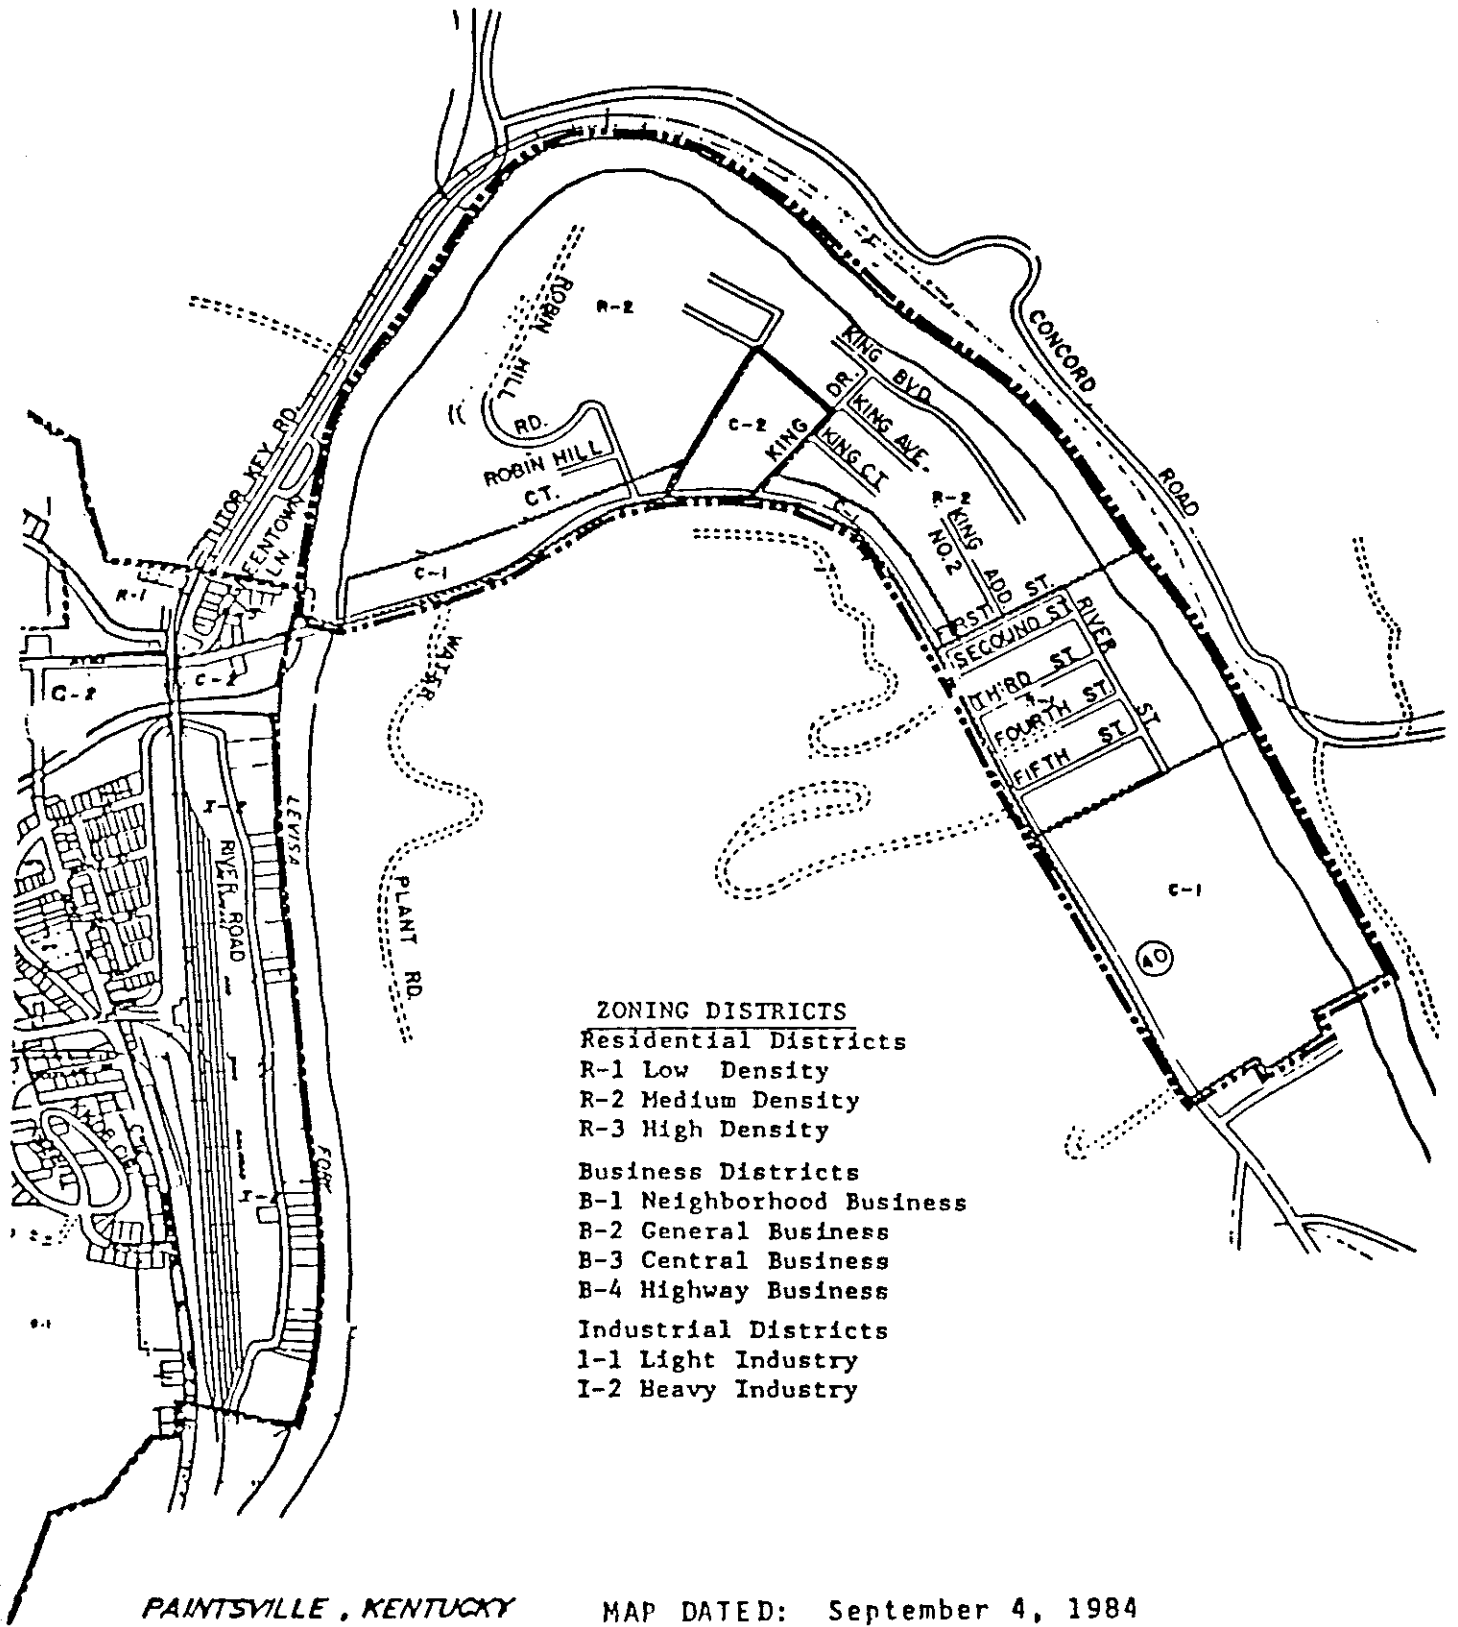 CONCORD
ROAD
ROBIN
HILL
RD.
R-2
KING
BVD.
DR.
KING AVE.
KING CT.
KING
C-2
ROBIN HILL
CT.
TUTOR KEY RD.
LN
C-1
C-1
R-2
KING ADD
NO.2
FIRST ST.
SECOUND ST
THIRD ST
FOURTH ST.
FIFTH ST.
RIVER
ST.
R-1
C-2
C-2
WATER
PLANT RD.
LEVISA
FORK
RIVER ROAD
I-2
C-1
40
ZONING DISTRICTS
Residential Districts
R-1 Low Density
R-2 Medium Density
R-3 High Density
Business Districts
B-1 Neighborhood Business
B-2 General Business
B-3 Central Business
B-4 Highway Business
Industrial Districts
1-1 Light Industry
I-2 Heavy Industry
PAINTSVILLE, KENTUCKY
MAP DATED: September 4, 1984